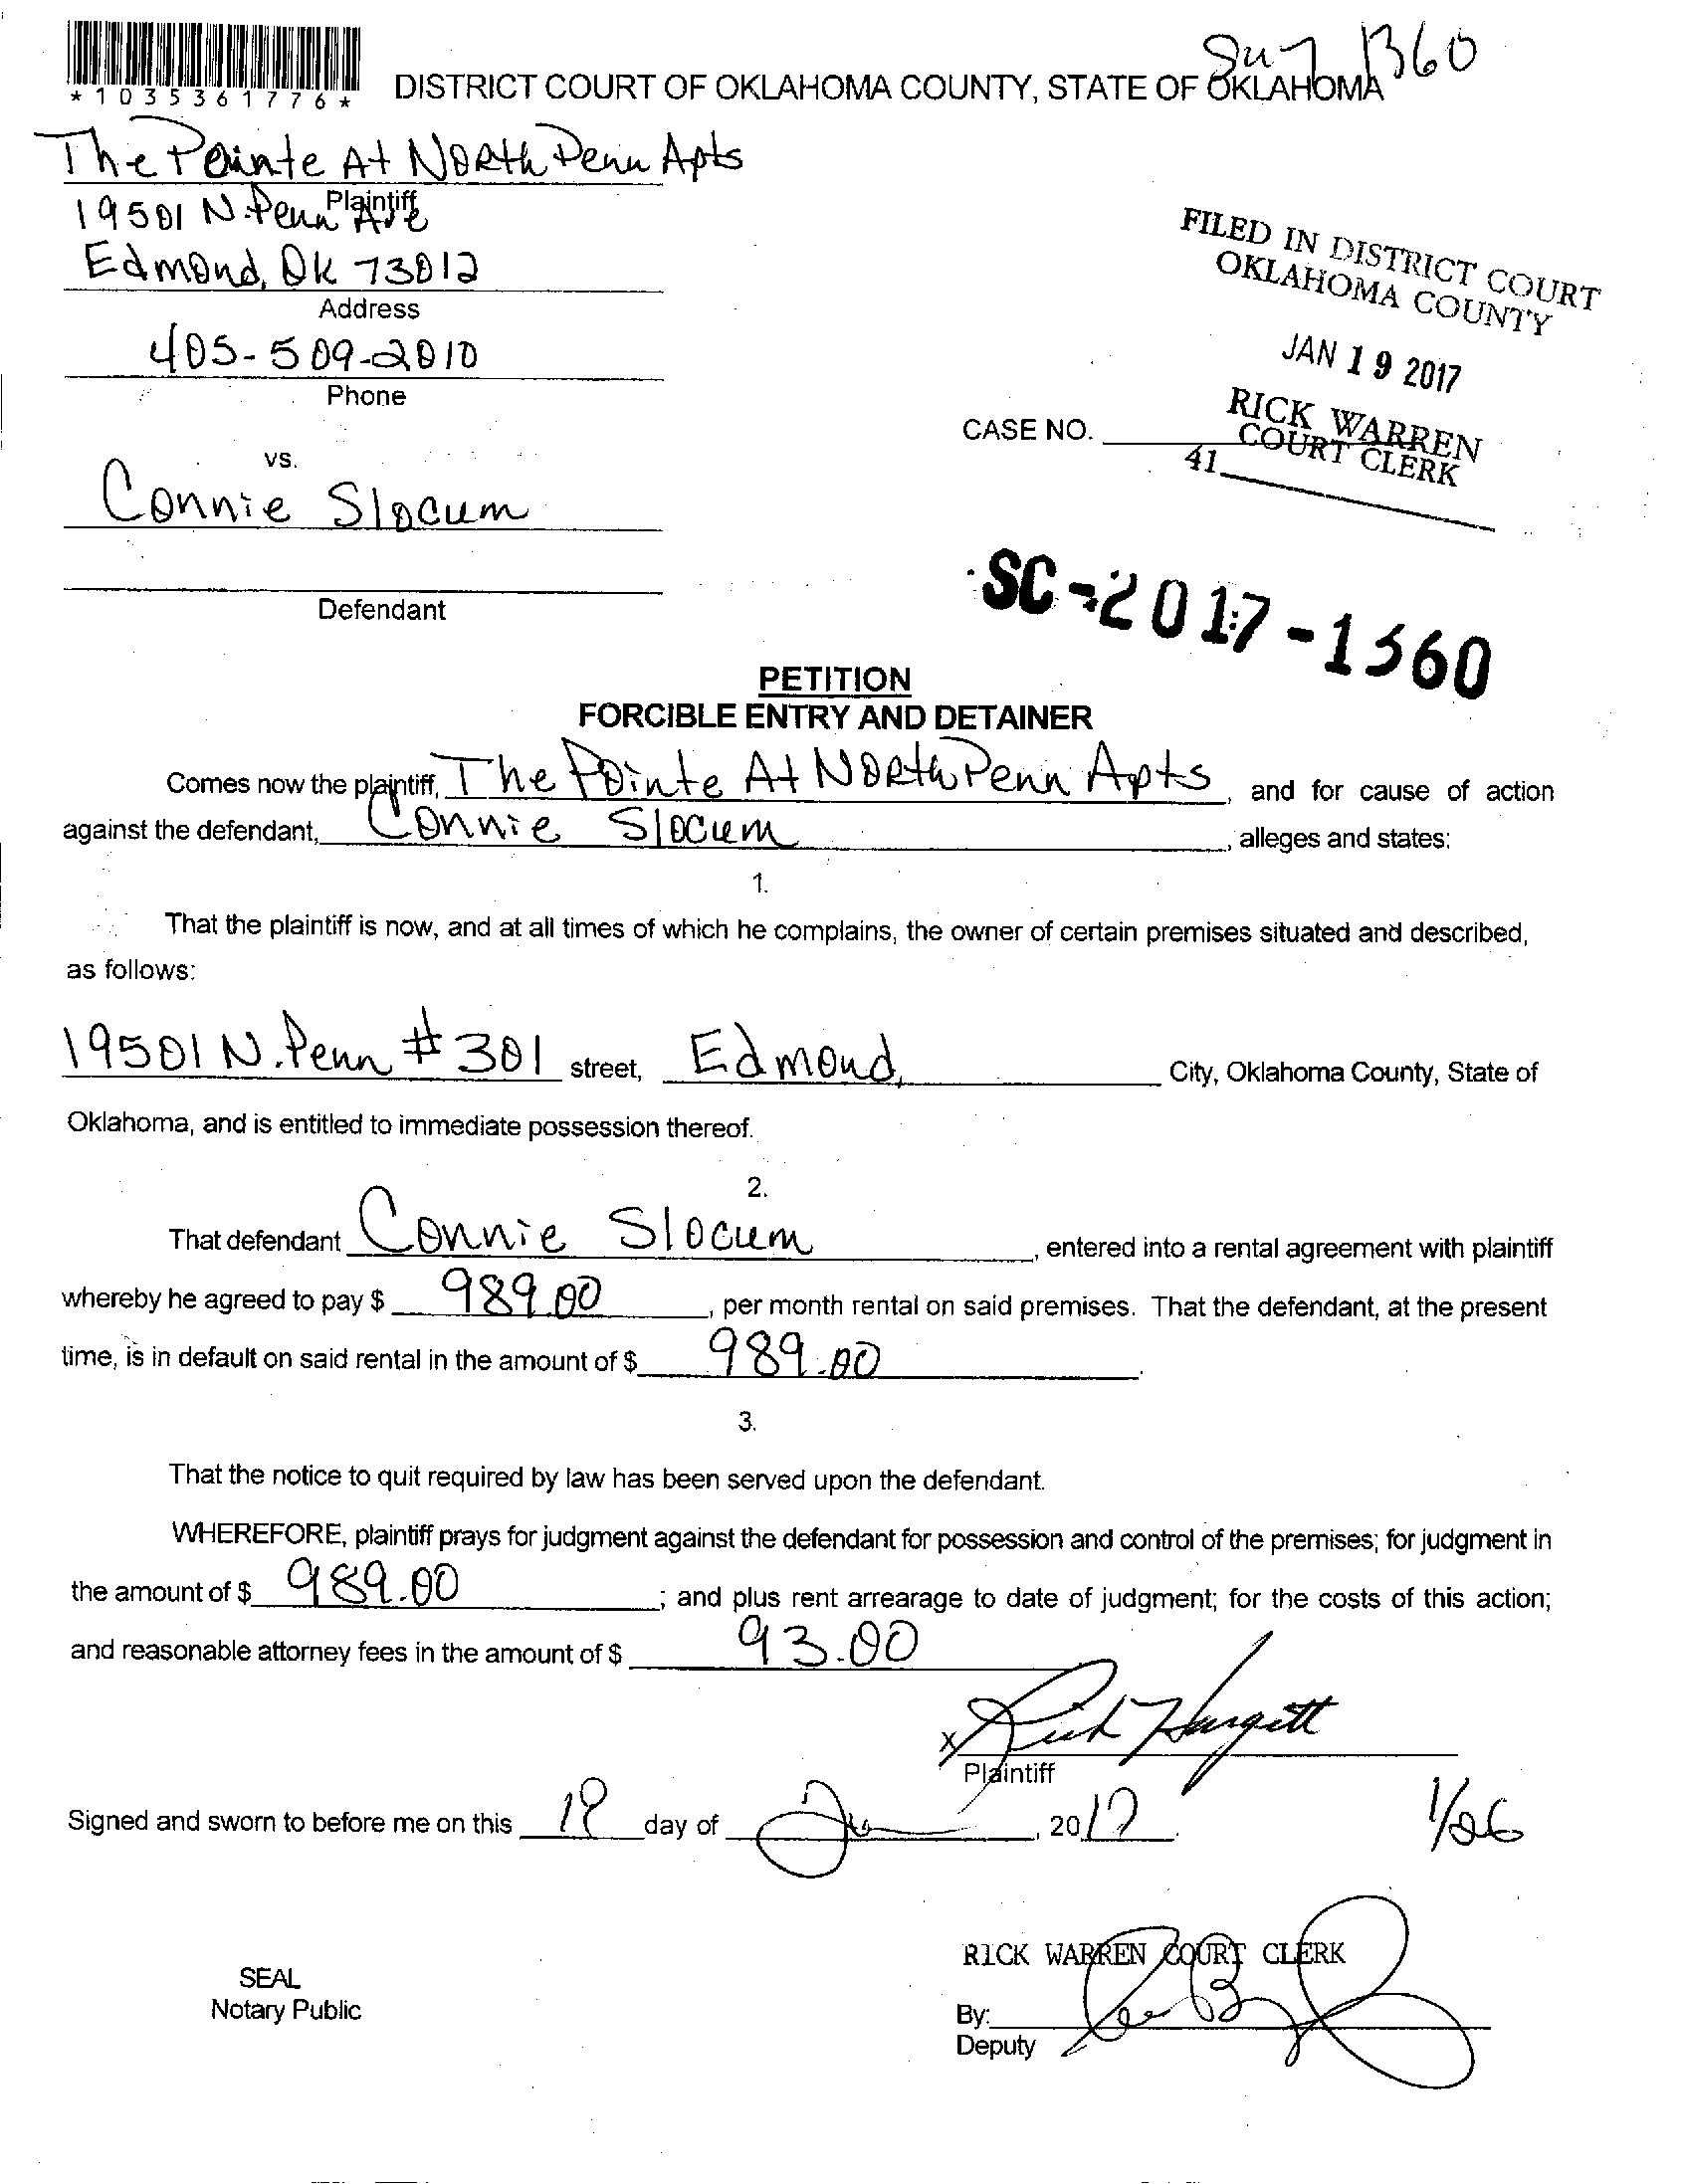 1360
*1035361776*
DISTRICT COURT OF OKLAHOMA COUNTY, STATE OF OKLAHOMA
The Pointe At North Penn Apts
Plaintiff
19501 N. Penn Ave
Edmond, OK 73012
Address
405-509-2010
Phone
FILED IN DISTRICT COURT
OKLAHOMA COUNTY
JAN 19 2017
RICK WARREN
COURT CLERK
41
CASE NO.
vs.
Connie Slocum
Defendant
SC-2017-1360
PETITION
FORCIBLE ENTRY AND DETAINER
Comes now the plaintiff, The Pointe At North Penn Apts, and for cause of action
against the defendant, Connie Slocum, alleges and states:
1.
That the plaintiff is now, and at all times of which he complains, the owner of certain premises situated and described,
as follows:
19501 N. Penn #301 street, Edmond, City, Oklahoma County, State of
Oklahoma, and is entitled to immediate possession thereof.
2.
That defendant Connie Slocum, entered into a rental agreement with plaintiff
whereby he agreed to pay $ 989.00, per month rental on said premises. That the defendant, at the present
time, is in default on said rental in the amount of $ 989.00.
3.
That the notice to quit required by law has been served upon the defendant.
WHEREFORE, plaintiff prays for judgment against the defendant for possession and control of the premises; for judgment in
the amount of $ 989.00; and plus rent arrearage to date of judgment; for the costs of this action;
and reasonable attorney fees in the amount of $ 93.00
x Rich Hargett
Plaintiff
Signed and sworn to before me on this 19 day of Jan, 2017.
1/26
RICK WARREN COURT CLERK
SEAL
Notary Public
By:
Deputy